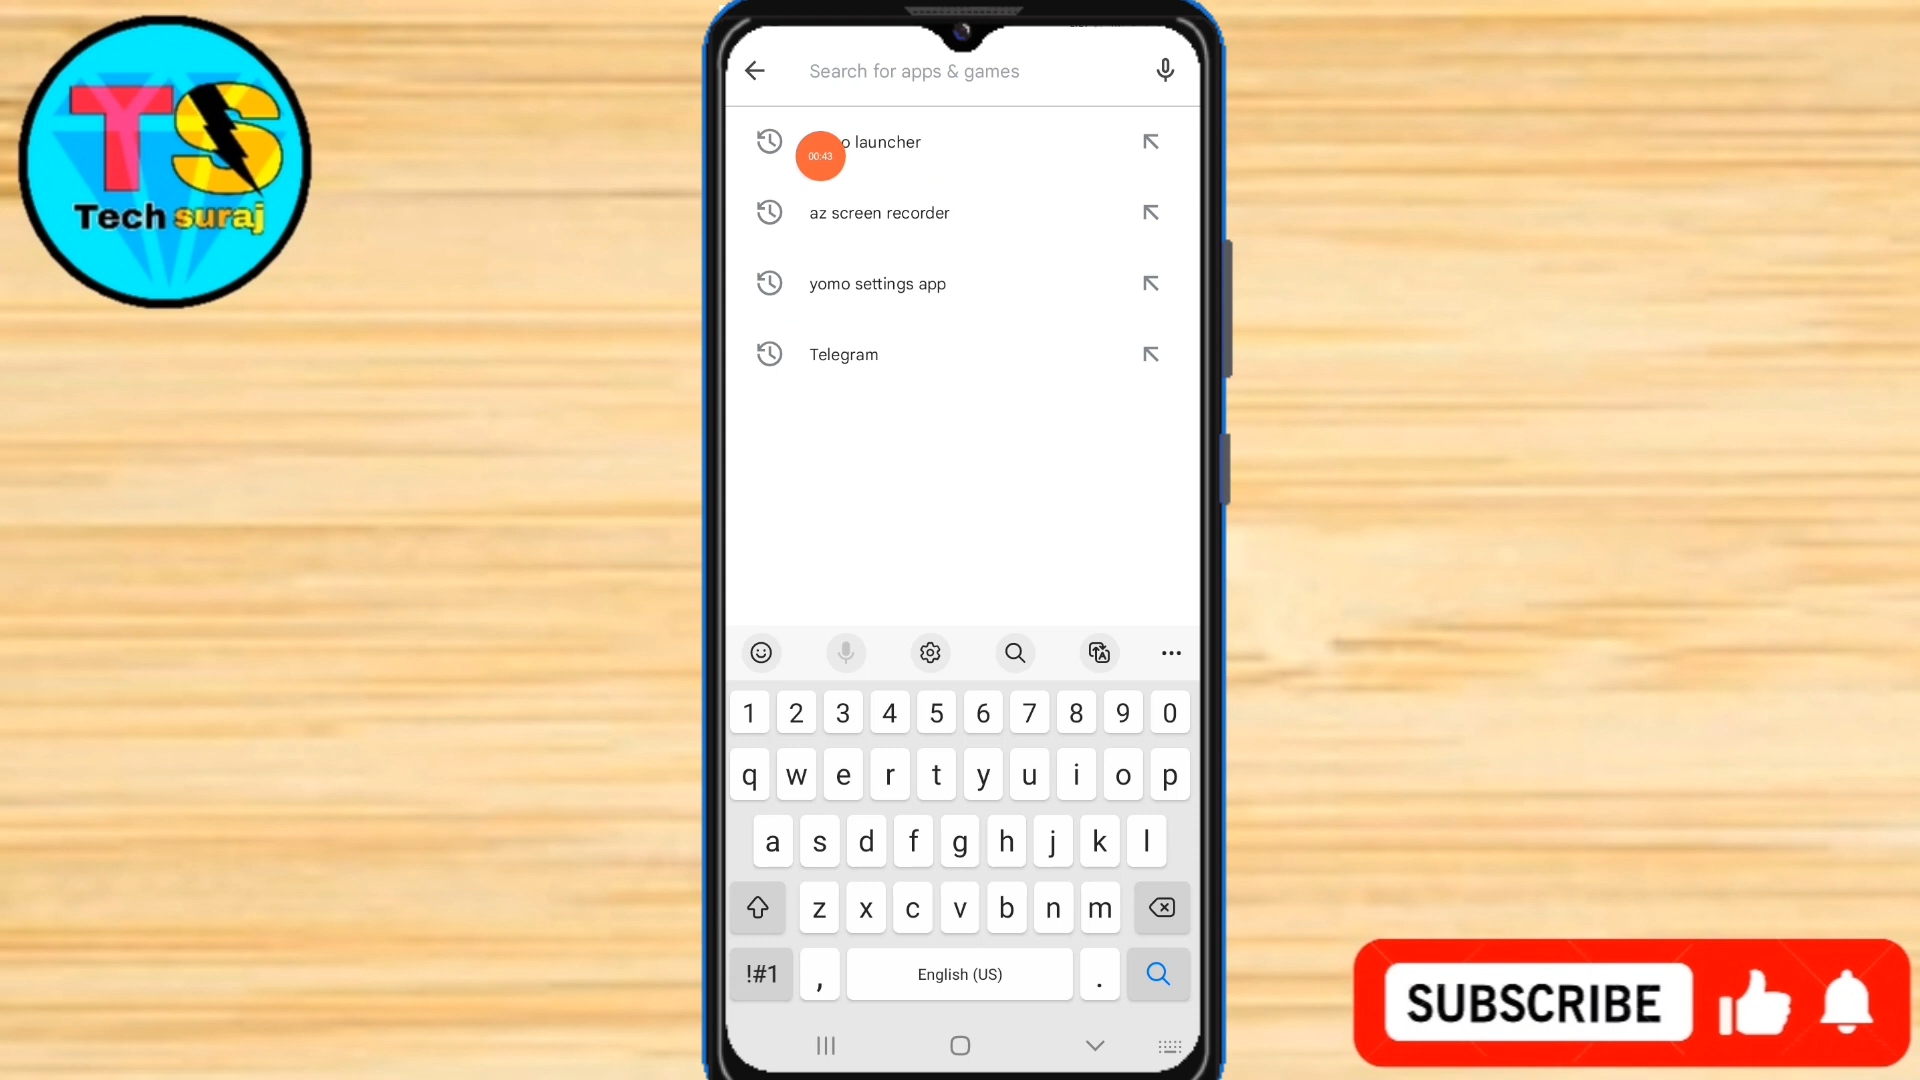 TS
Tech suraj
Search for apps & games
00:43
o launcher
az screen recorder
yomo settings app
Telegram
1 2 3 4 5 6 7 8 9 0
q w e r t y u i o p
a s d f g h j k l
z x c v b n m
!#1 , English (US) .
SUBSCRIBE